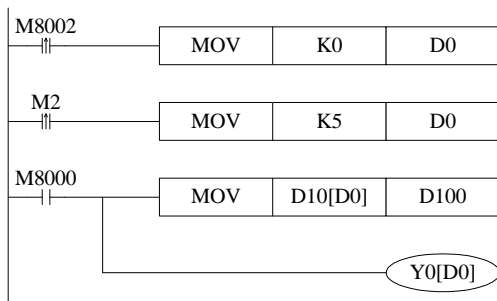 M8002
MOV K0 D0
M2
MOV K5 D0
M8000
MOV D10[D0] D100
Y0[D0]